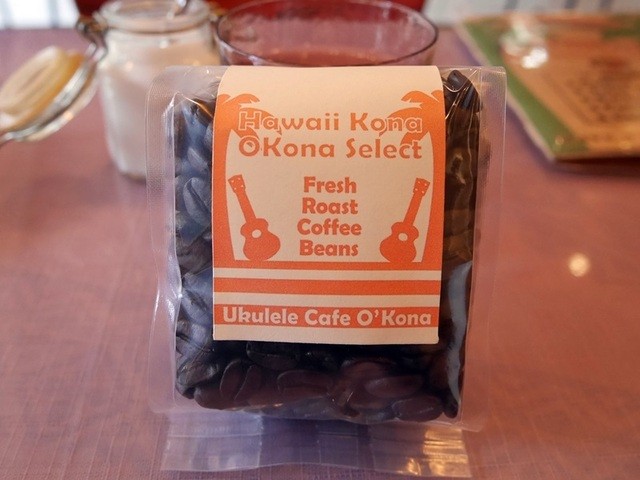 Hawaii Kona
OKona Select
Fresh
Roast
Coffee
Beans
Ukulele Cafe O'Kona